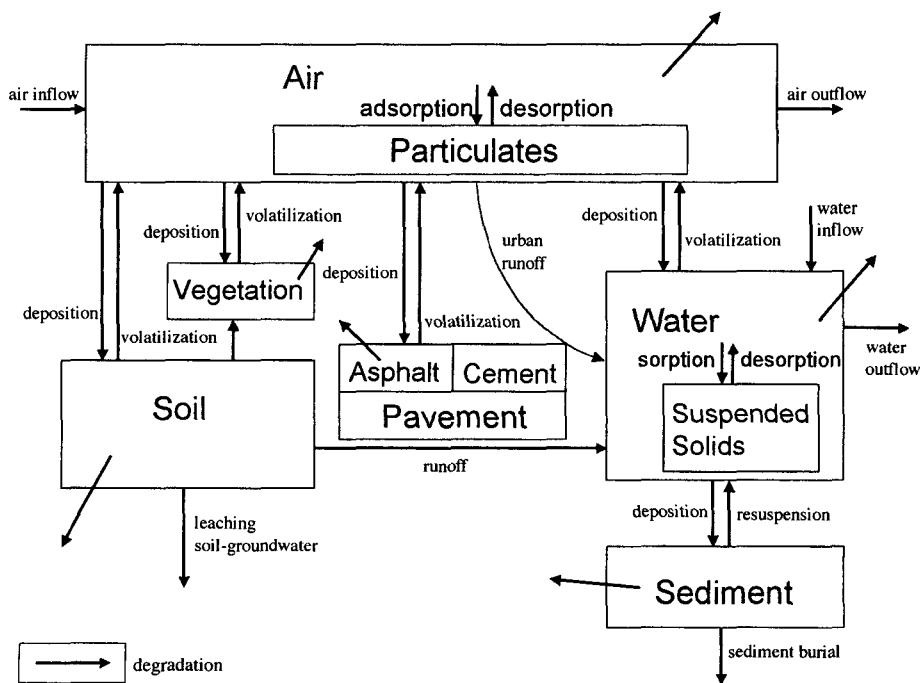 Air
air inflow
air outflow
adsorption
desorption
Particulates
deposition
volatilization
deposition
volatilization
deposition
volatilization
deposition
volatilization
urban
runoff
water
inflow
Vegetation
Water
water
outflow
sorption
desorption
Suspended
Solids
Asphalt
Cement
Pavement
Soil
runoff
leaching
soil-groundwater
deposition
resuspension
Sediment
sediment burial
degradation